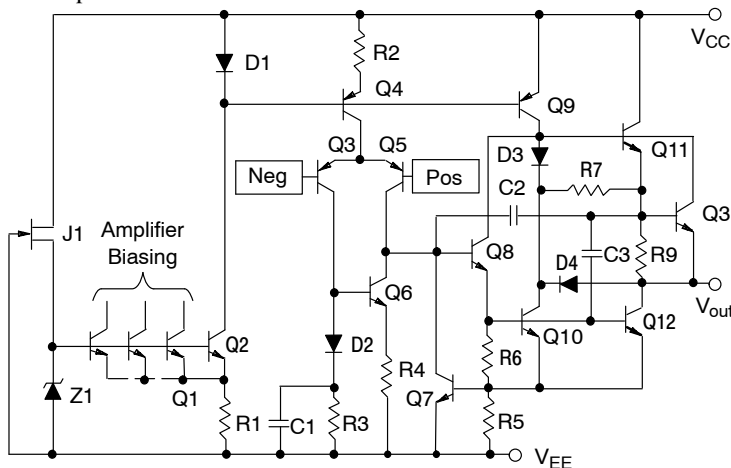 V_CC
D1
R2
Q4
Q9
Q3
Q5
Q11
D3
R7
Neg
Pos
C2
Q3
J1
Amplifier
Biasing
Q8
C3
R9
D4
Q6
V_out
Q2
Q10
Q12
D2
Z1
Q1
R4
R6
R1
C1
R3
Q7
R5
V_EE